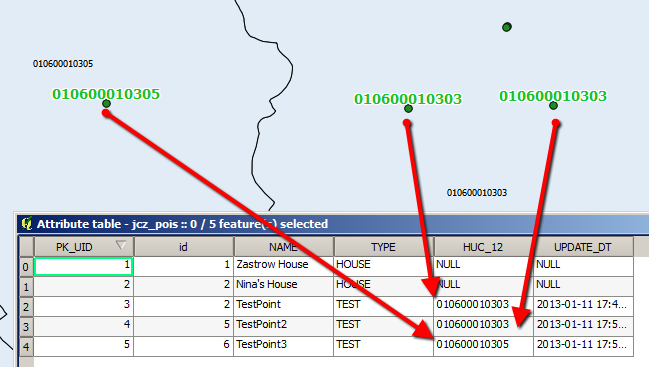 010600010305
010600010305
010600010303
010600010303
010600010303
Attribute table - jcz_pois :: 0 / 5 feature(s) selected
PK_UID id NAME TYPE HUC_12 UPDATE_DT
0 1 1 Zastrow House HOUSE NULL NULL
1 2 2 Nina's House HOUSE NULL NULL
2 3 2 TestPoint TEST 010600010303 2013-01-11 17:4...
3 4 5 TestPoint2 TEST 010600010303 2013-01-11 17:5...
4 5 6 TestPoint3 TEST 010600010305 2013-01-11 17:5...